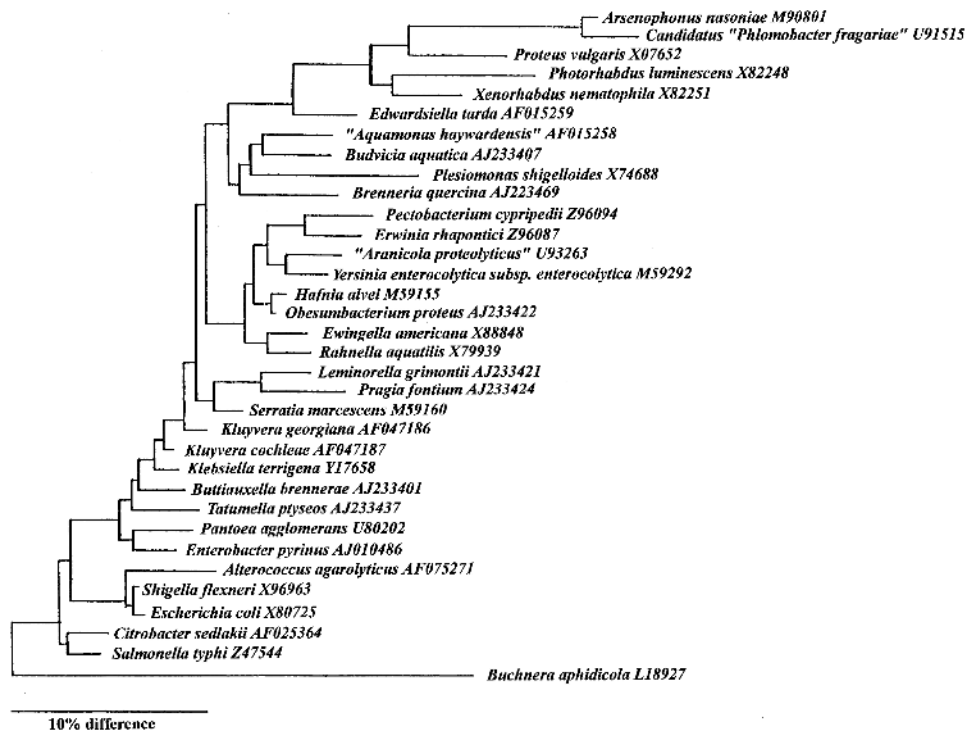 Arsenophonus nasoniae M90801
Candidatus "Phlomobacter fragariae" U91515
Proteus vulgaris X07652
Photorhabdus luminescens X82248
Xenorhabdus nematophila X82251
Edwardsiella tarda AF015259
"Aquamonas haywardensis" AF015258
Budvicia aquatica AJ233407
Plesiomonas shigelloides X74688
Brenneria quercina AJ223469
Pectobacterium cypripedii Z96094
Erwinia rhapontici Z96087
"Aranicola proteolyticus" U93263
Yersinia enterocolytica subsp. enterocolytica M59292
Hafnia alvei M59155
Obesumbacterium proteus AJ233422
Ewingella americana X88848
Rahnella aquatilis X79939
Leminorella grimontii AJ233421
Pragia fontium AJ233424
Serratia marcescens M59160
Kluyvera georgiana AF047186
Kluyvera cochleae AF047187
Klebsiella terrigena Y17658
Buttiauxella brennerae AJ233401
Tatumella ptyseos AJ233437
Pantoea agglomerans U80202
Enterobacter pyrinus AJ010486
Alterococcus agarolyticus AF075271
Shigella flexneri X96963
Escherichia coli X80725
Citrobacter sedlakii AF025364
Salmonella typhi Z47544
Buchnera aphidicola L18927
10% difference